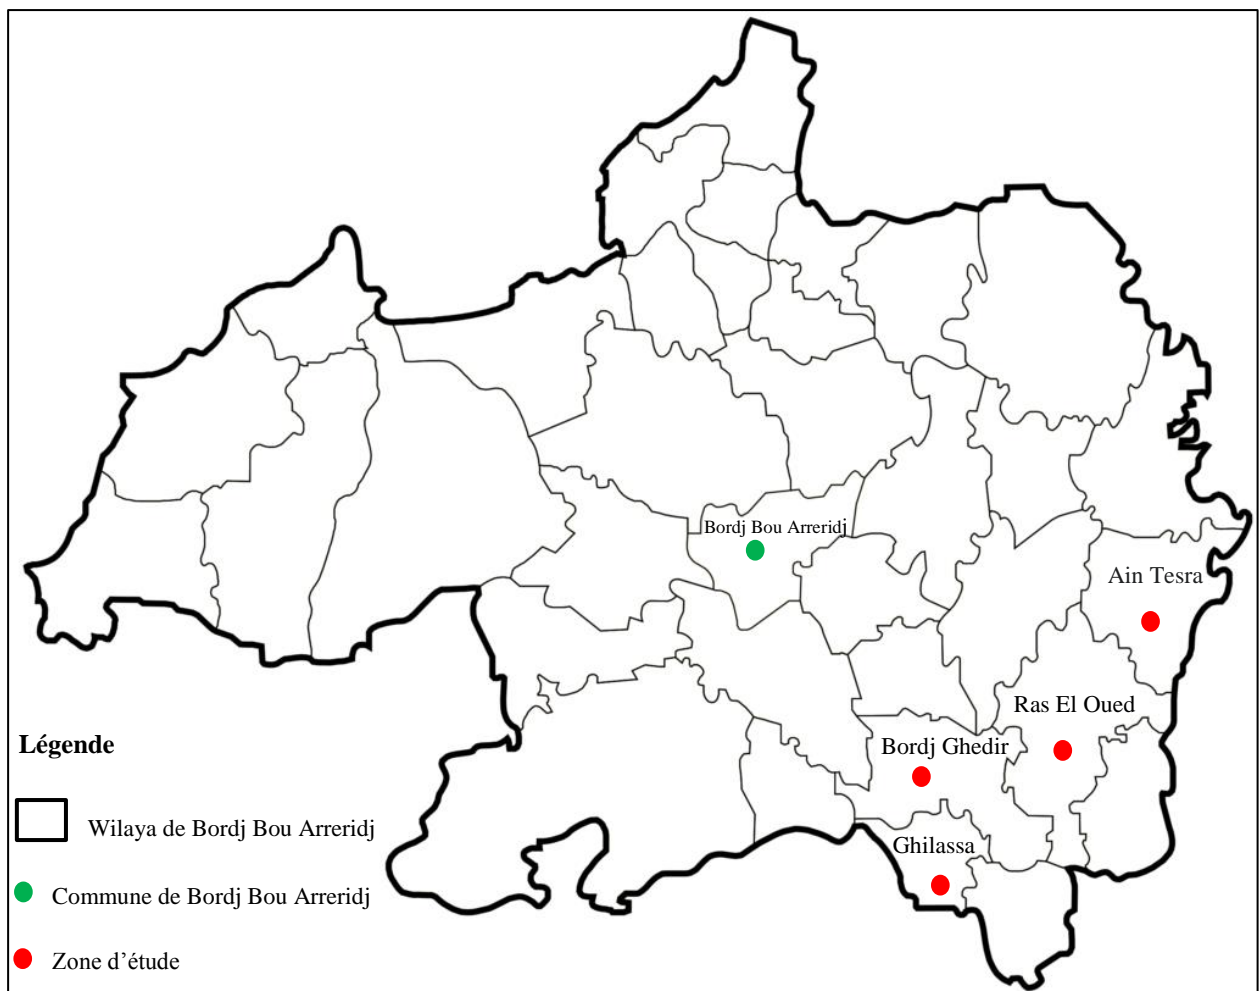 Bordj Bou Arreridj
Ain Tesra
Ras El Oued
Bordj Ghedir
Ghilassa
Légende
Wilaya de Bordj Bou Arreridj
Commune de Bordj Bou Arreridj
Zone d’étude